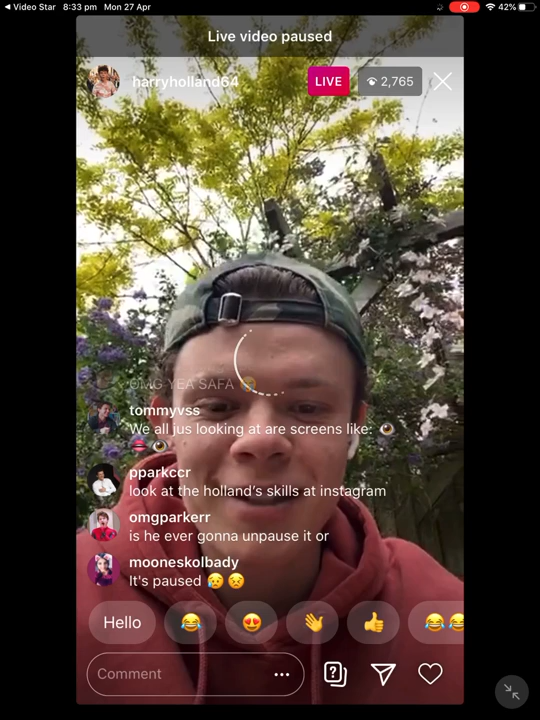 Video Star 8:33 pm Mon 27 Apr 42%
Live video paused
harryholland64 LIVE 2,765
OMG YEA SAFA
tommyvss
We all jus looking at are screens like: 👁️
👄👁️
pparkccr
look at the holland's skills at instagram
omgparkerr
is he ever gonna unpause it or
mooneskolbady
It's paused 😥😣
Hello 😂 😍 👋 👍 😂😂
Comment